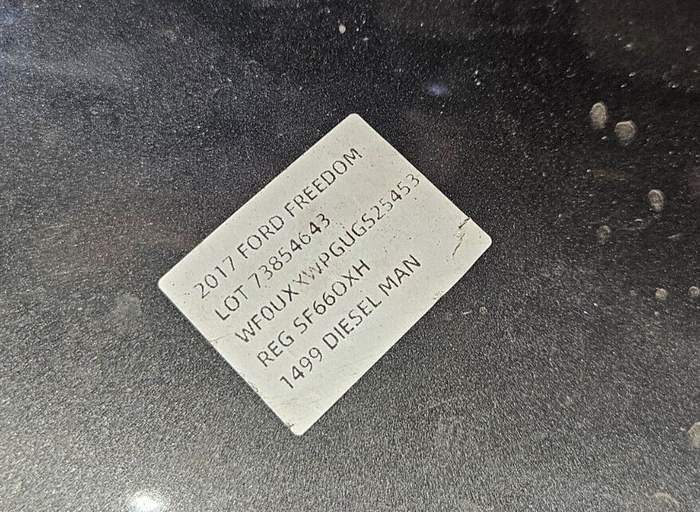 2017 FORD FREEDOM
LOT 73854643
WF0UXXWPGUGS25453
REG SF66OXH
1499 DIESEL MAN